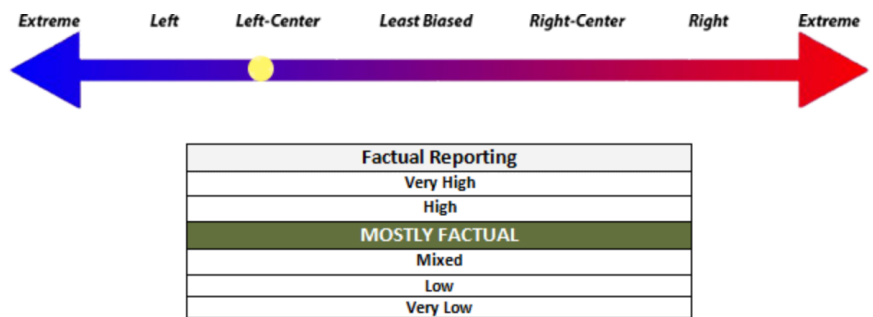 Extreme Left Left-Center Least Biased Right-Center Right Extreme
Factual Reporting
Very High
High
MOSTLY FACTUAL
Mixed
Low
Very Low